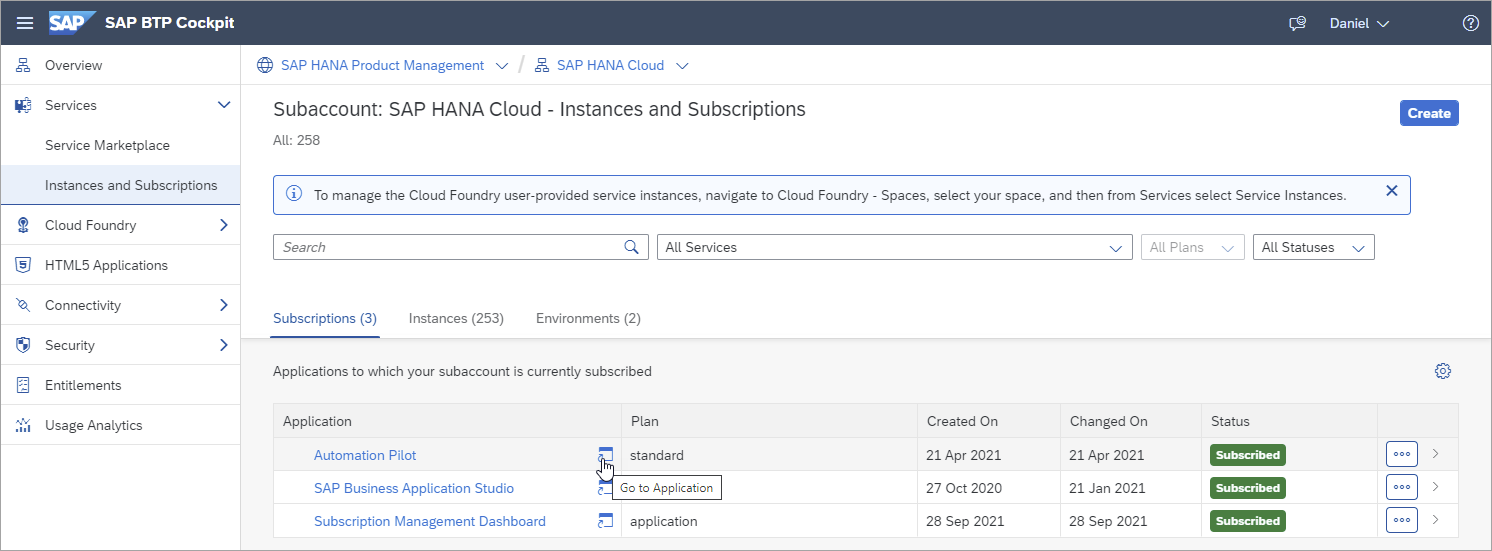 SAP SAP BTP Cockpit Daniel
Overview
SAP HANA Product Management / SAP HANA Cloud
Services
Subaccount: SAP HANA Cloud - Instances and Subscriptions
Create
All: 258
Service Marketplace
Instances and Subscriptions
To manage the Cloud Foundry user-provided service instances, navigate to Cloud Foundry - Spaces, select your space, and then from Services select Service Instances.
Cloud Foundry
Search All Services All Plans All Statuses
HTML5 Applications
Connectivity
Subscriptions (3) Instances (253) Environments (2)
Security
Applications to which your subaccount is currently subscribed
Entitlements
Usage Analytics
Application Plan Created On Changed On Status
Automation Pilot standard 21 Apr 2021 21 Apr 2021 Subscribed
SAP Business Application Studio Go to Application 27 Oct 2020 21 Jan 2021 Subscribed
Subscription Management Dashboard application 28 Sep 2021 28 Sep 2021 Subscribed